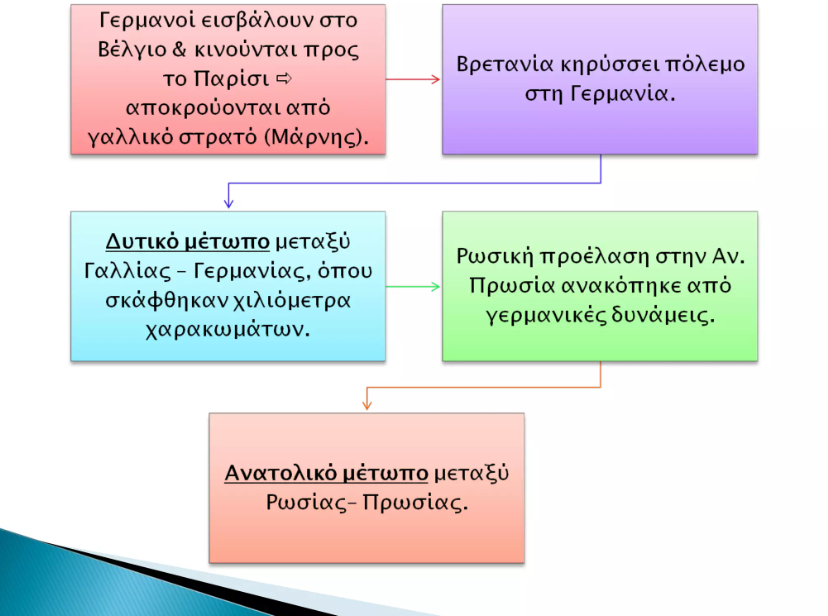 Γερμανοί εισβάλουν στο
Βέλγιο & κινούνται προς
το Παρίσι ⇨
αποκρούονται από
γαλλικό στρατό (Μάρνης).
Βρετανία κηρύσσει πόλεμο
στη Γερμανία.
Δυτικό μέτωπο μεταξύ
Γαλλίας – Γερμανίας, όπου
σκάφθηκαν χιλιόμετρα
χαρακωμάτων.
Ρωσική προέλαση στην Αν.
Πρωσία ανακόπηκε από
γερμανικές δυνάμεις.
Ανατολικό μέτωπο μεταξύ
Ρωσίας– Πρωσίας.